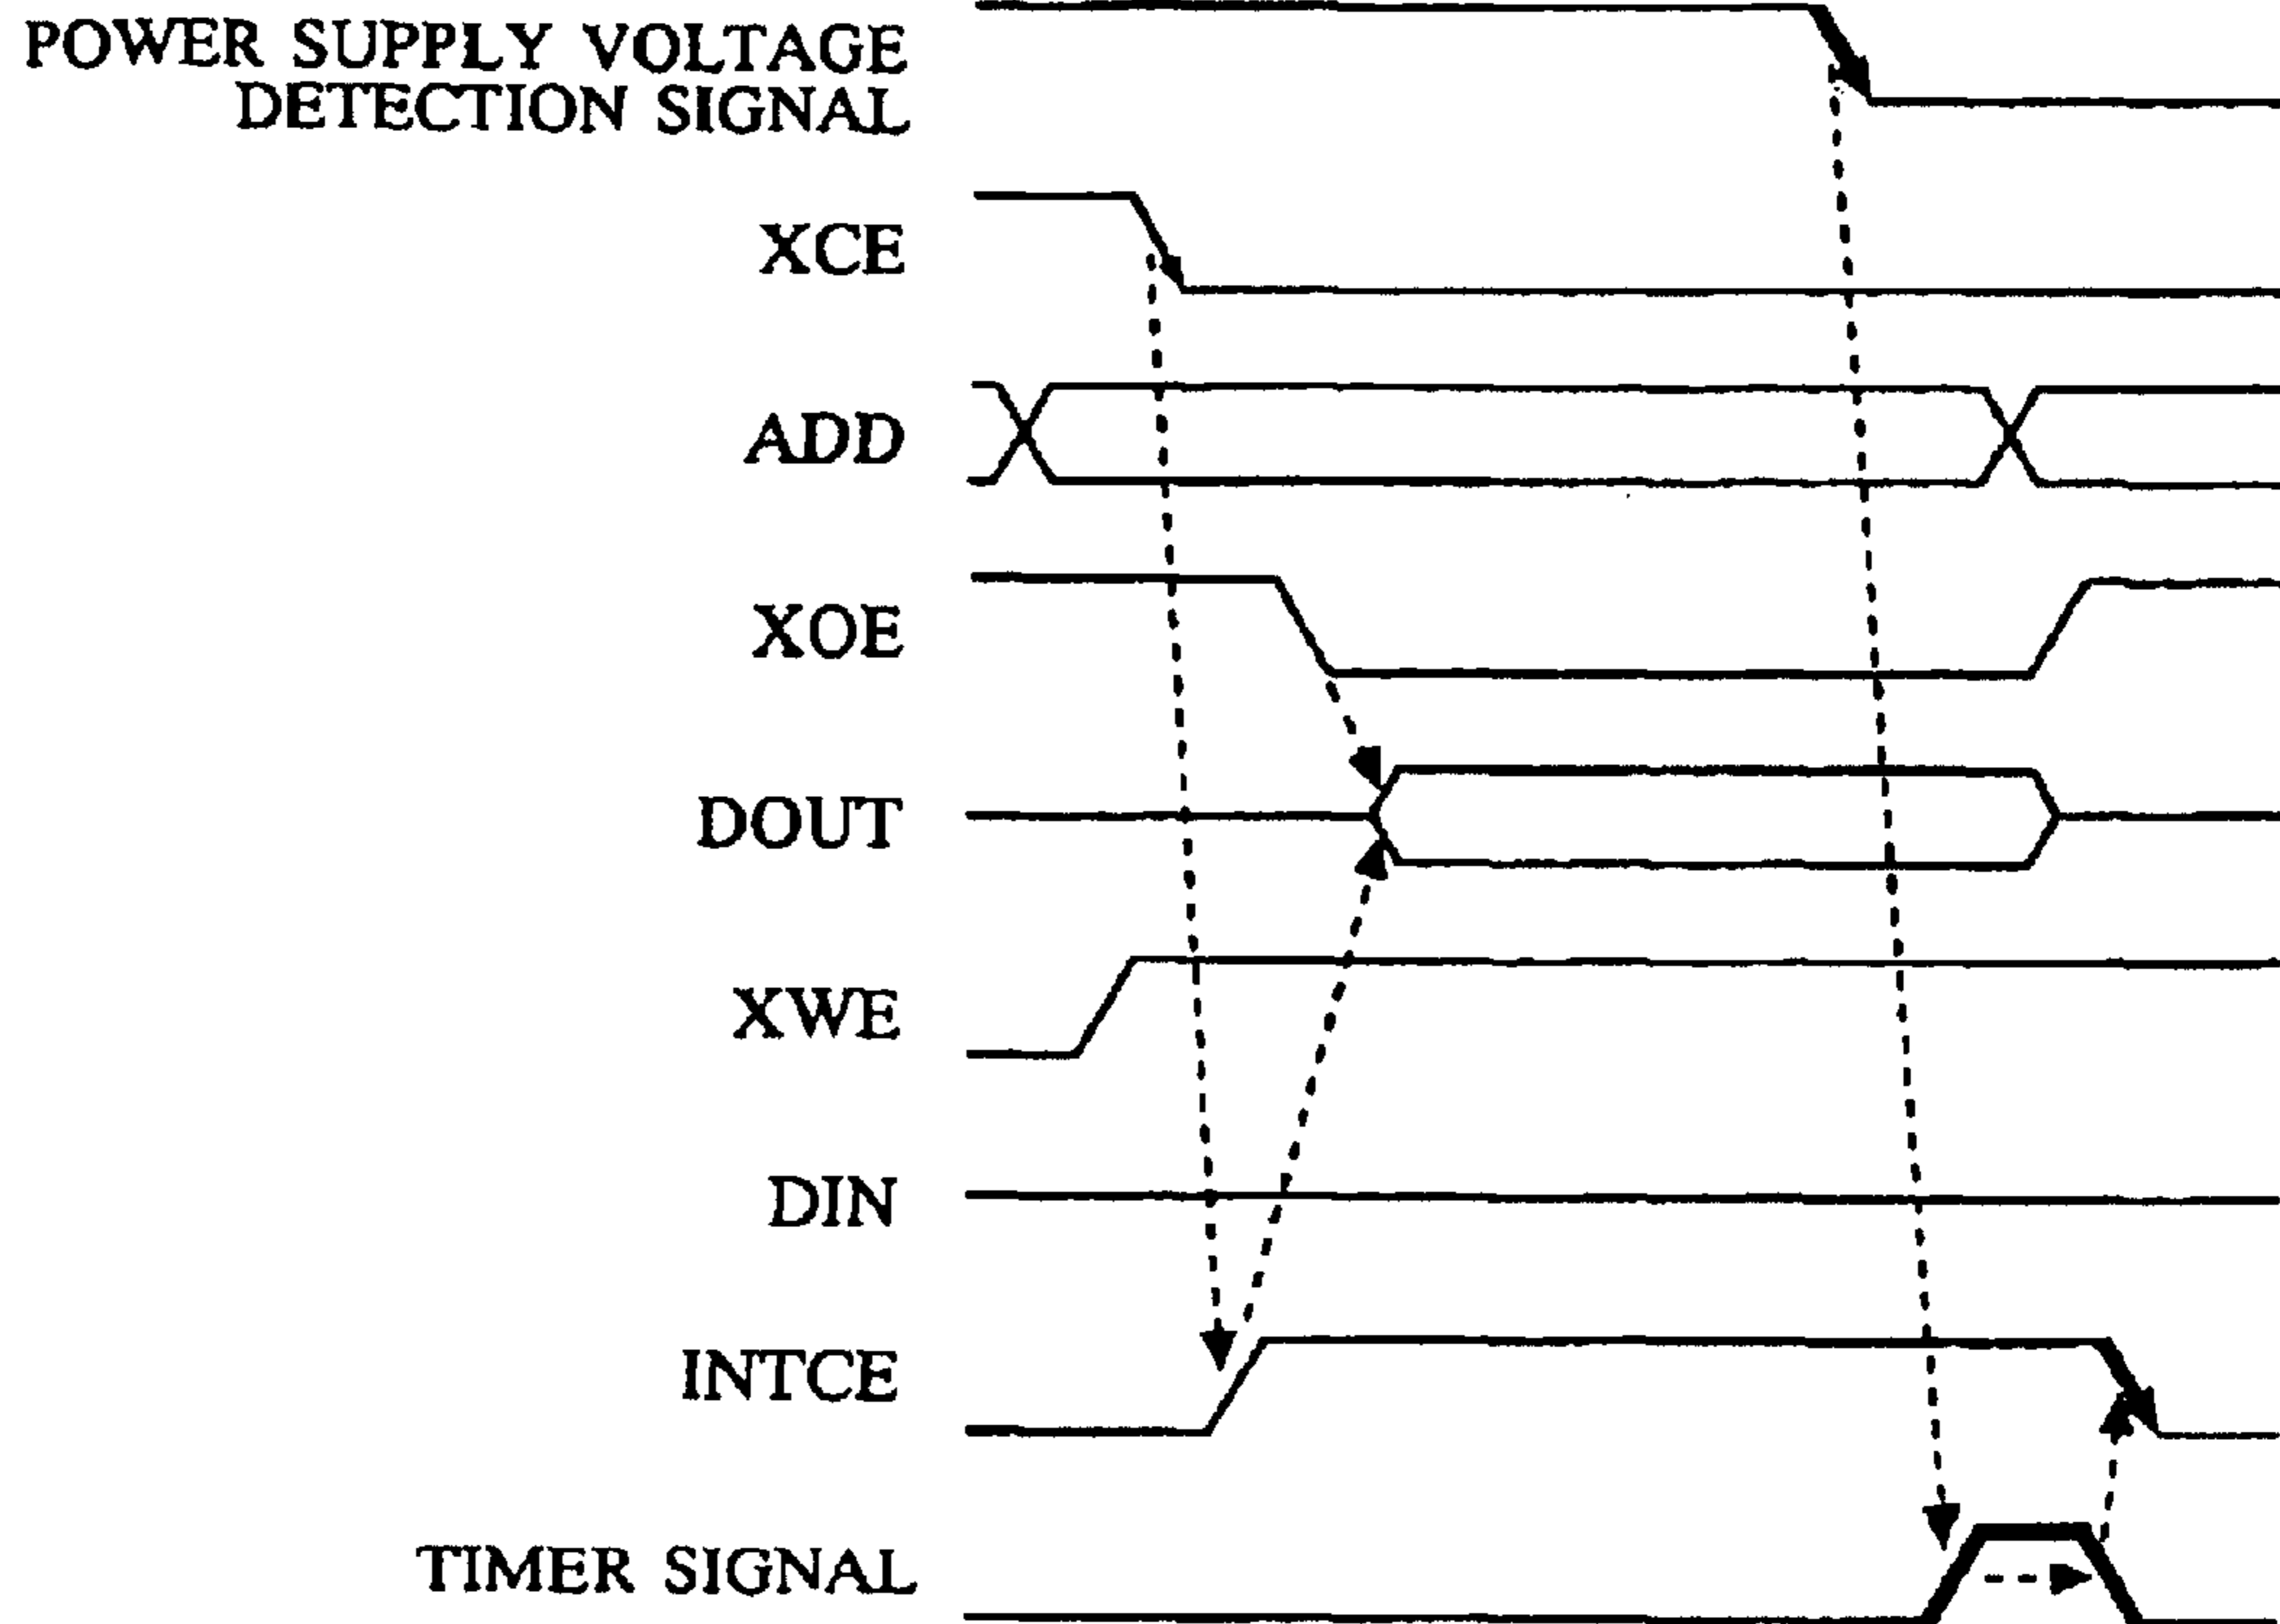 POWER SUPPLY VOLTAGE
DETECTION SIGNAL
XCE
ADD
XOE
DOUT
XWE
DIN
INTCE
TIMER SIGNAL